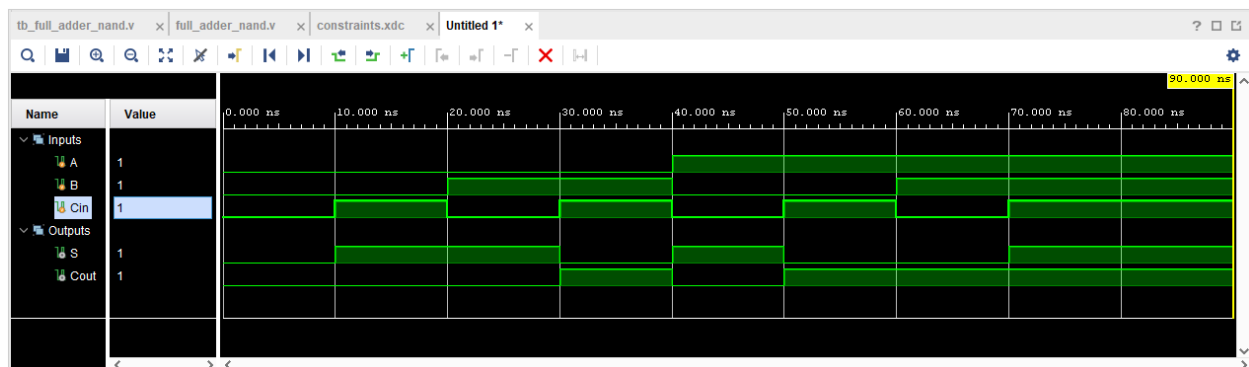 tb_full_adder_nand.v × full_adder_nand.v × constraints.xdc × Untitled 1* × ?
90.000 ns
Name Value 0.000 ns 10.000 ns 20.000 ns 30.000 ns 40.000 ns 50.000 ns 60.000 ns 70.000 ns 80.000 ns
Inputs
A 1
B 1
Cin 1
Outputs
S 1
Cout 1